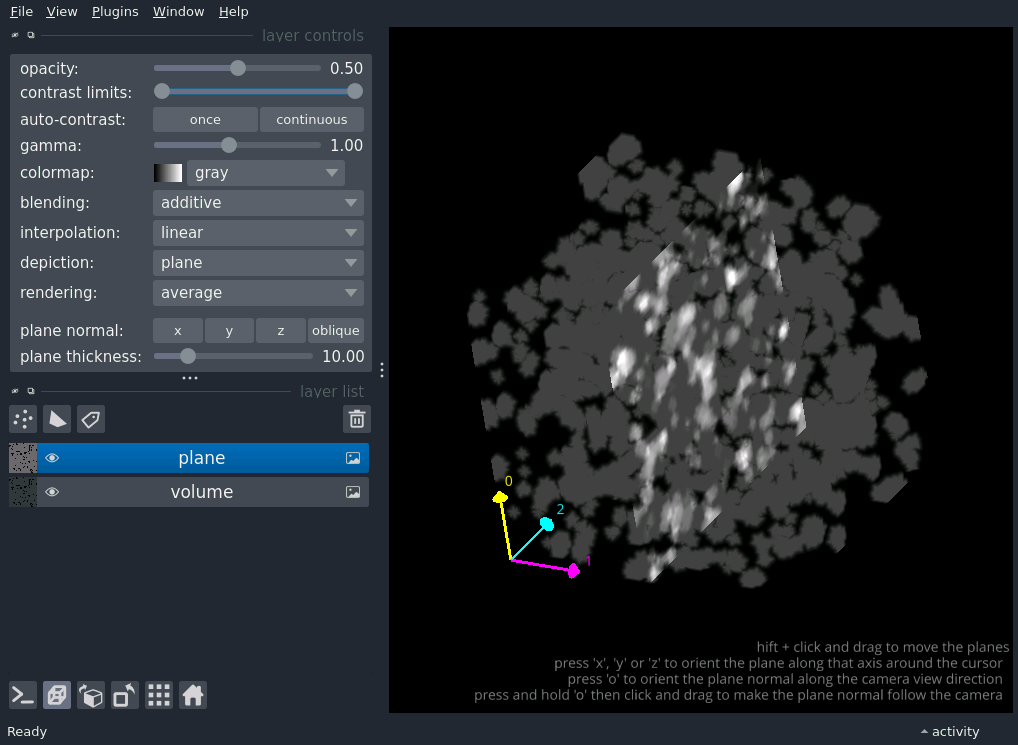 File View Plugins Window Help
layer controls
opacity: 0.50
contrast limits:
auto-contrast: once continuous
gamma: 1.00
colormap: gray
blending: additive
interpolation: linear
depiction: plane
rendering: average
plane normal: x y z oblique
plane thickness: 10.00
layer list
plane
volume
0
2
1
hift + click and drag to move the planes
press 'x', 'y' or 'z' to orient the plane along that axis around the cursor
press 'o' to orient the plane normal along the camera view direction
press and hold 'o' then click and drag to make the plane normal follow the camera
Ready
activity